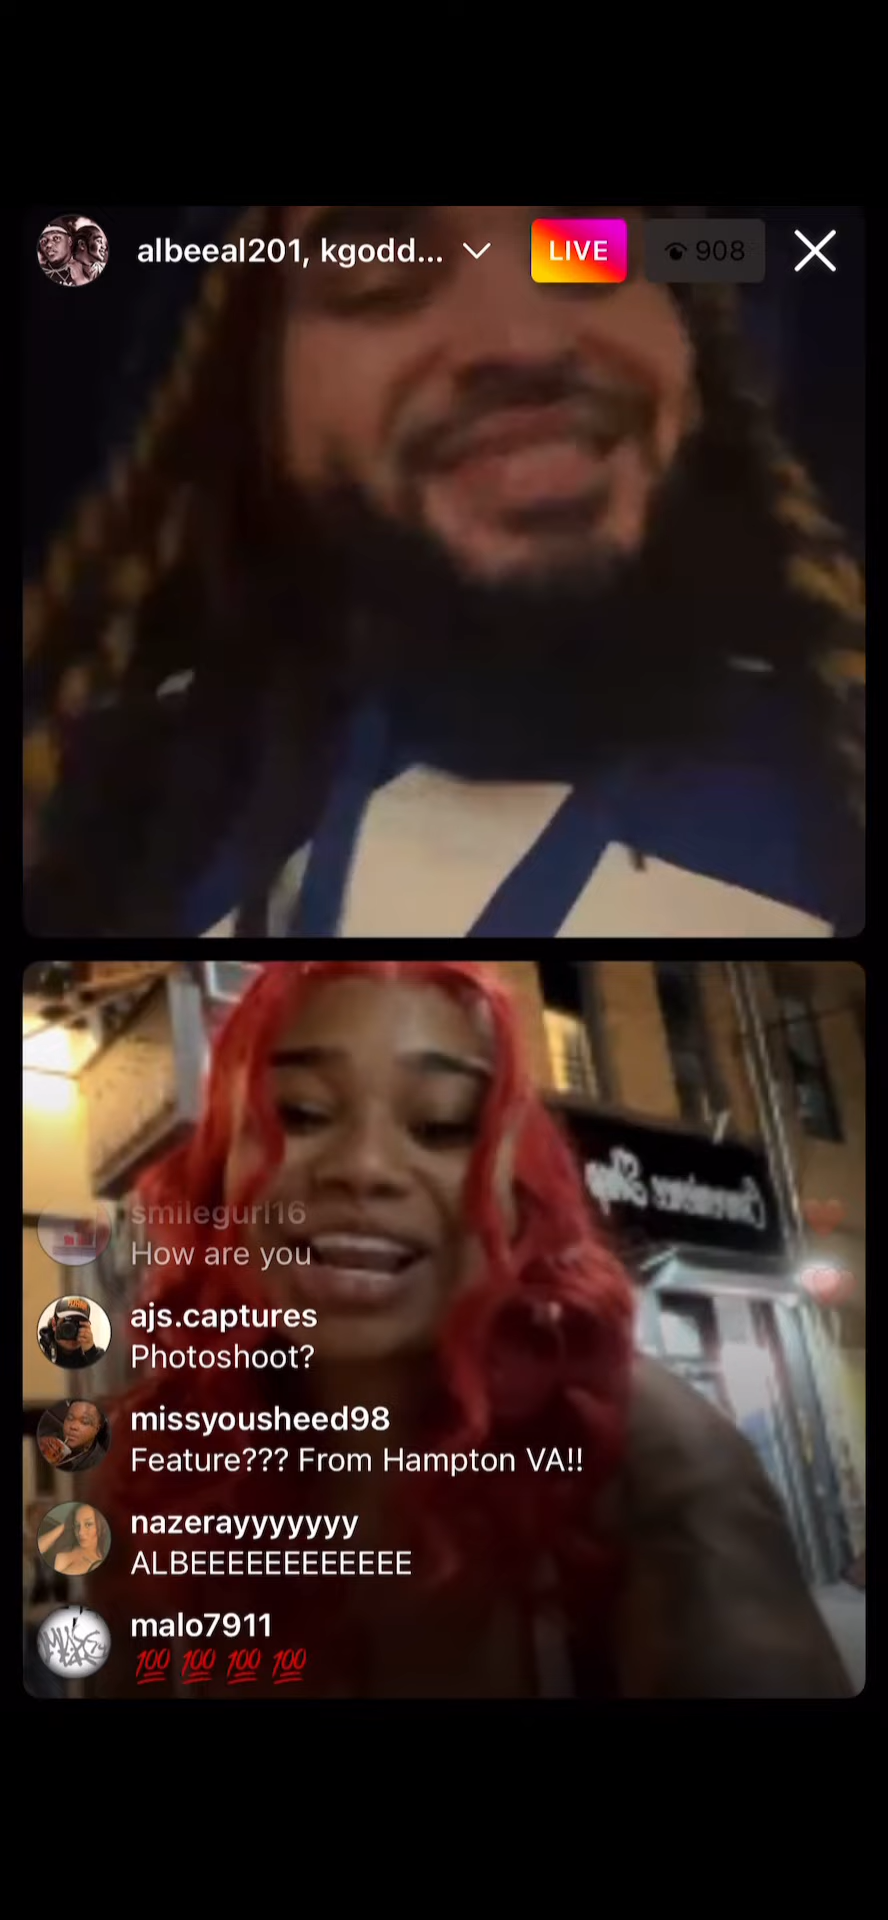 albeeal201, kgodd...
LIVE
908
smilegurl16
How are you
ajs.captures
Photoshoot?
missyousheed98
Feature??? From Hampton VA!!
nazerayyyyyyy
ALBEEEEEEEEEEEE
malo7911
💯 💯 💯 💯